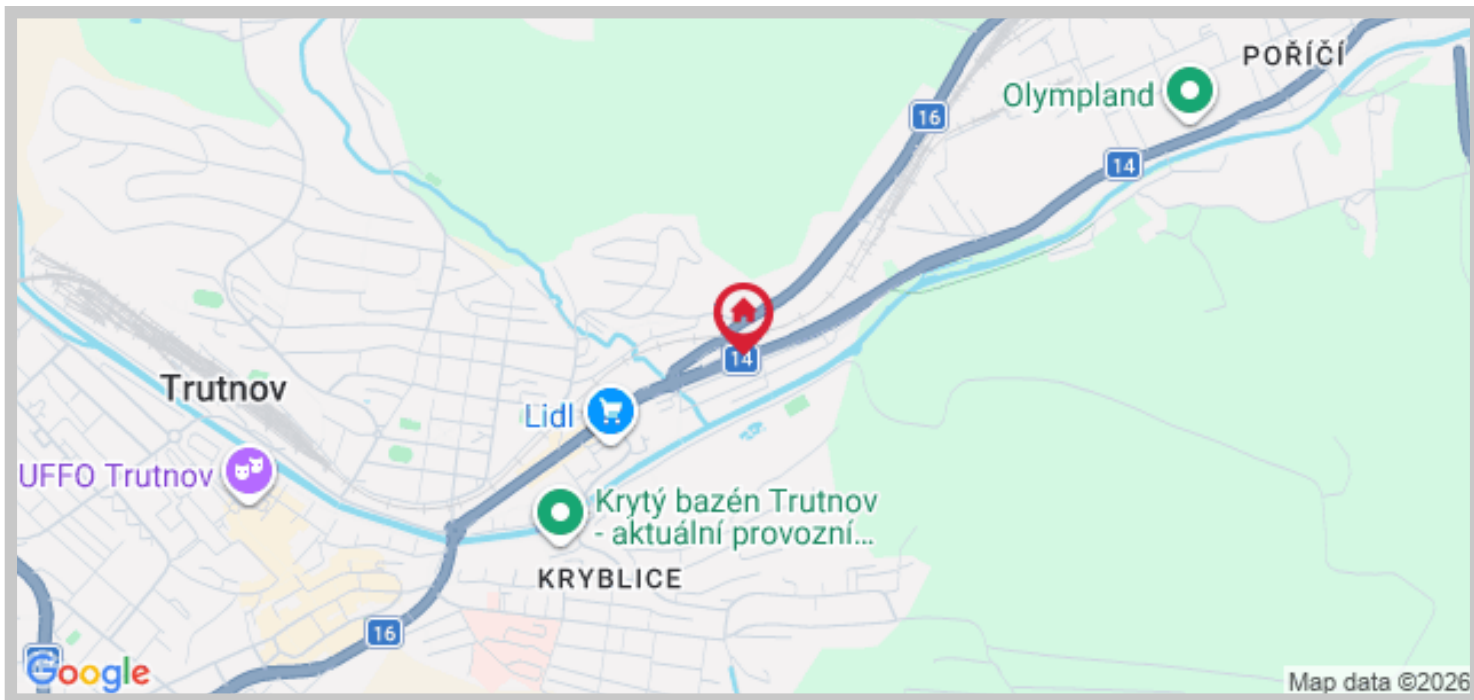 POŘÍČÍ
Olympland
16
14
14
Trutnov
Lidl
UFFO Trutnov
Krytý bazén Trutnov
- aktuální provozní...
KRYBLICE
16
Google
Map data ©2026